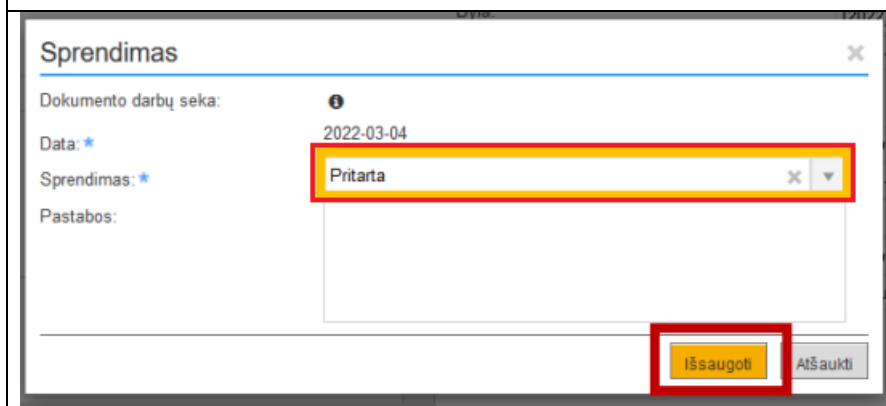 Sprendimas
Dokumento darbų seka:
Data:* 2022-03-04
Sprendimas:* Pritarta
Pastabos:
Išsaugoti Atšaukti